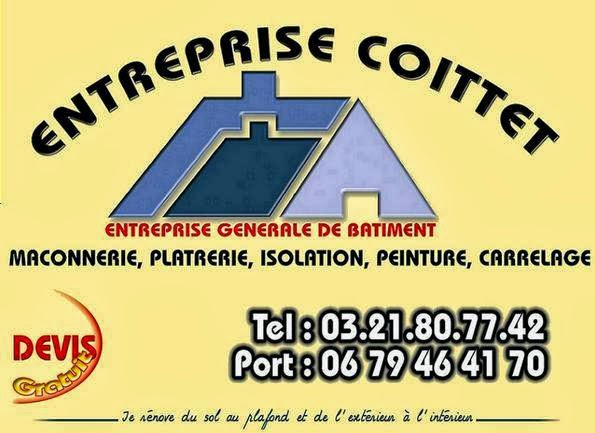 ENTREPRISE COITTET
ENTREPRISE GENERALE DE BATIMENT
MACONNERIE, PLATRERIE, ISOLATION, PEINTURE, CARRELAGE
DEVIS
Gratuit
Tel : 03.21.80.77.42
Port : 06 79 46 41 70
Je rénove du sol au plafond et de l'extérieur à l'intérieur